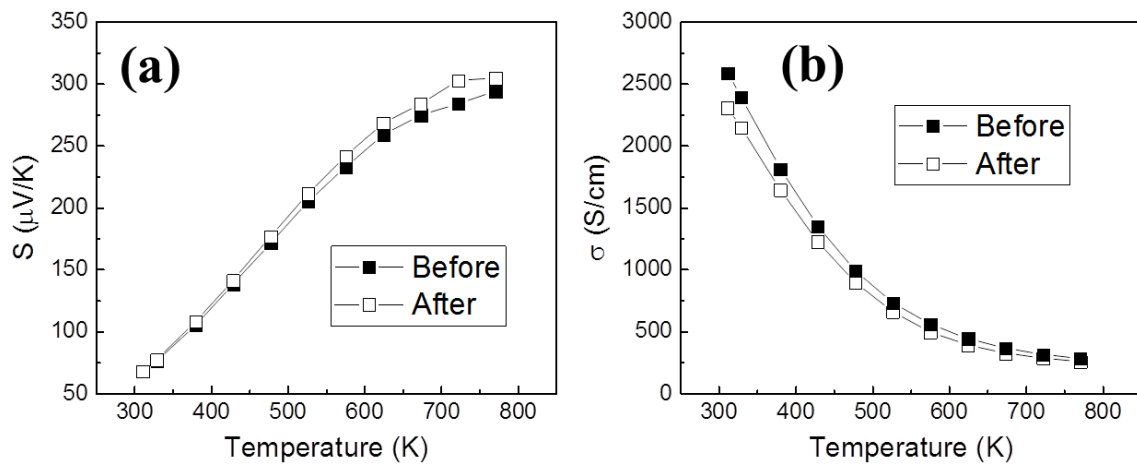 (a)
350
300
250
200
150
100
50
S (μV/K)
Before
After
300 400 500 600 700 800
Temperature (K)
(b)
3000
2500
2000
1500
1000
500
0
σ (S/cm)
Before
After
300 400 500 600 700 800
Temperature (K)